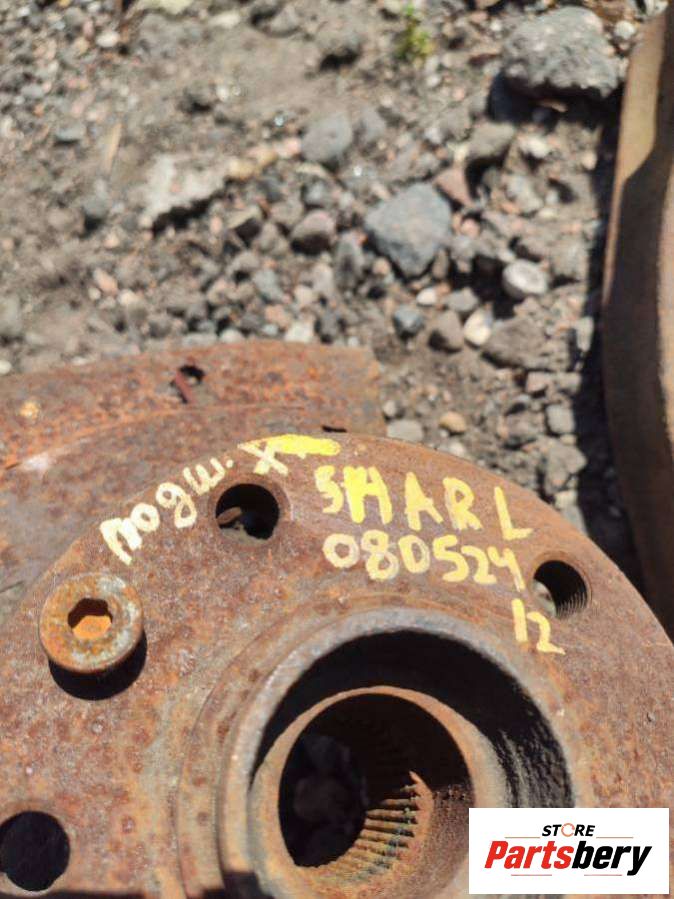 подш. X
SHARL
080524
12
STORE
Partsbery